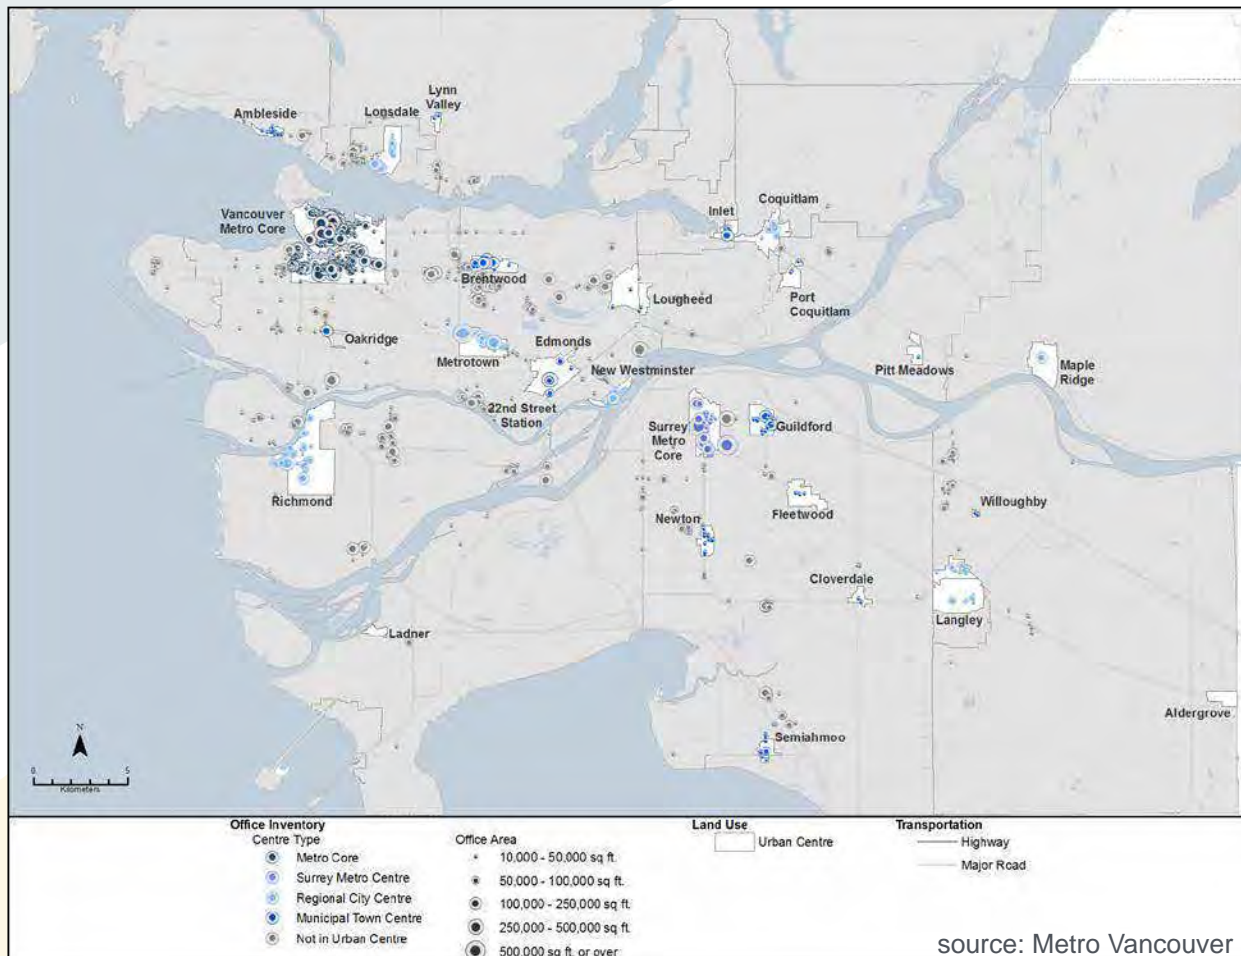 Lynn
Valley
Ambleside
Lonsdale
Vancouver
Metro Core
Inlet
Coquitlam
Brentwood
Lougheed
Port
Coquitlam
Oakridge
Metrotown
Edmonds
New Westminster
Pitt Meadows
Maple
Ridge
22nd Street
Station
Surrey
Metro
Core
Guildford
Richmond
Newton
Fleetwood
Willoughby
Cloverdale
Langley
Ladner
Aldergrove
Semiahmoo
N
0 5
Kilometers
Office Inventory
Centre Type
Metro Core
Surrey Metro Centre
Regional City Centre
Municipal Town Centre
Not in Urban Centre
Office Area
10,000 - 50,000 sq ft.
50,000 - 100,000 sq ft.
100,000 - 250,000 sq ft.
250,000 - 500,000 sq ft.
500,000 sq ft. or over
Land Use
Urban Centre
Transportation
Highway
Major Road
source: Metro Vancouver